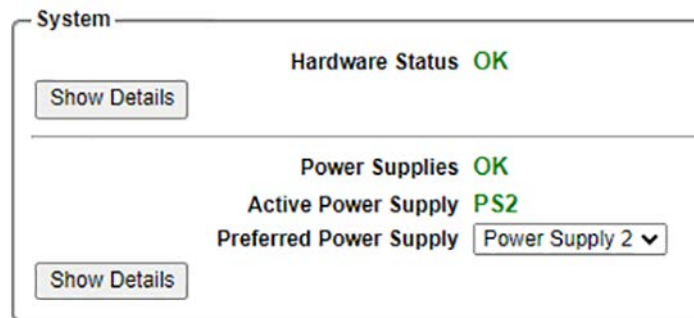 System
Hardware Status OK
Show Details
Power Supplies OK
Active Power Supply PS2
Preferred Power Supply Power Supply 2
Show Details